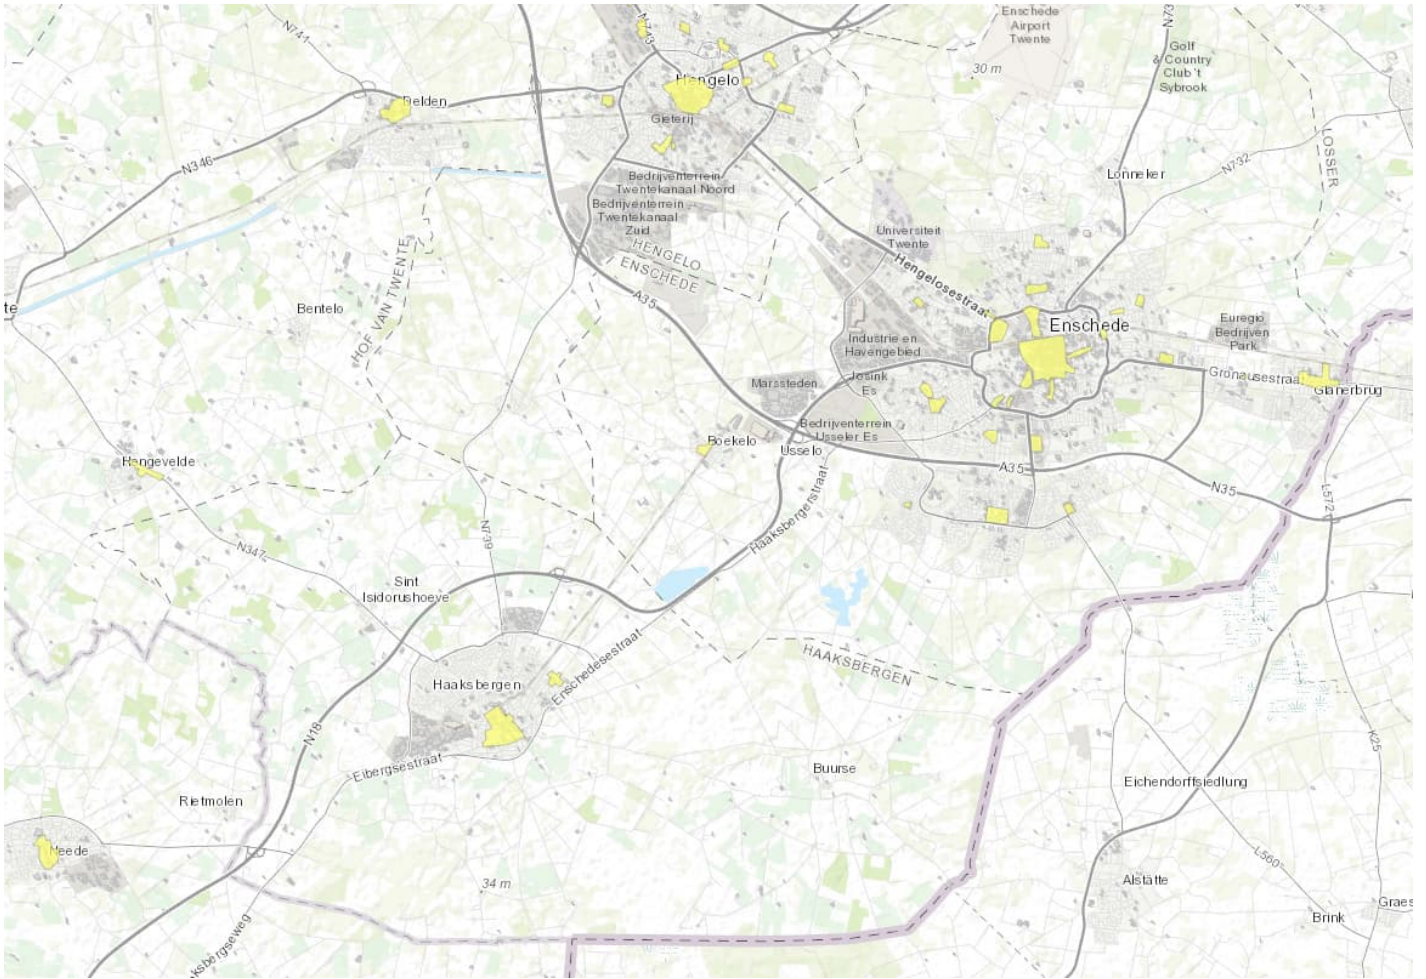 N741
N743
Enschede
Airport
Twente
N73
Golf
& Country
Club 't
Sybrook
30 m
Hengelo
Delden
Gieterij
LOSSER
N346
N732
Lonneker
Bedrijventerrein
Twentekanaal Noord
Bedrijventerrein
Twentekanaal
Zuid
Universiteit
Twente
HENGELO
ENSCHEDE
HOF VAN TWENTE
Hengelosestraat
A35
te
Bentelo
Enschede
Euregio
Bedrijven
Park
Industrie en
Havengebied
Josink
Es
Marssteden
Gronausestraat
Glanerbrug
Bedrijventerrein
Usseler Es
Boekelo
Usselo
Hengevelde
A35
N35
L572
Haaksbergerstraat
N739
N347
Sint
Isidorushoeve
Enschedesestraat
HAAKSBERGEN
Haaksbergen
N18
K25
Eibergsestraat
Buurse
Eichendorffsiedlung
Rietmolen
Neede
L560
34 m
Alstätte
Graes
Brink
aksbergseweg